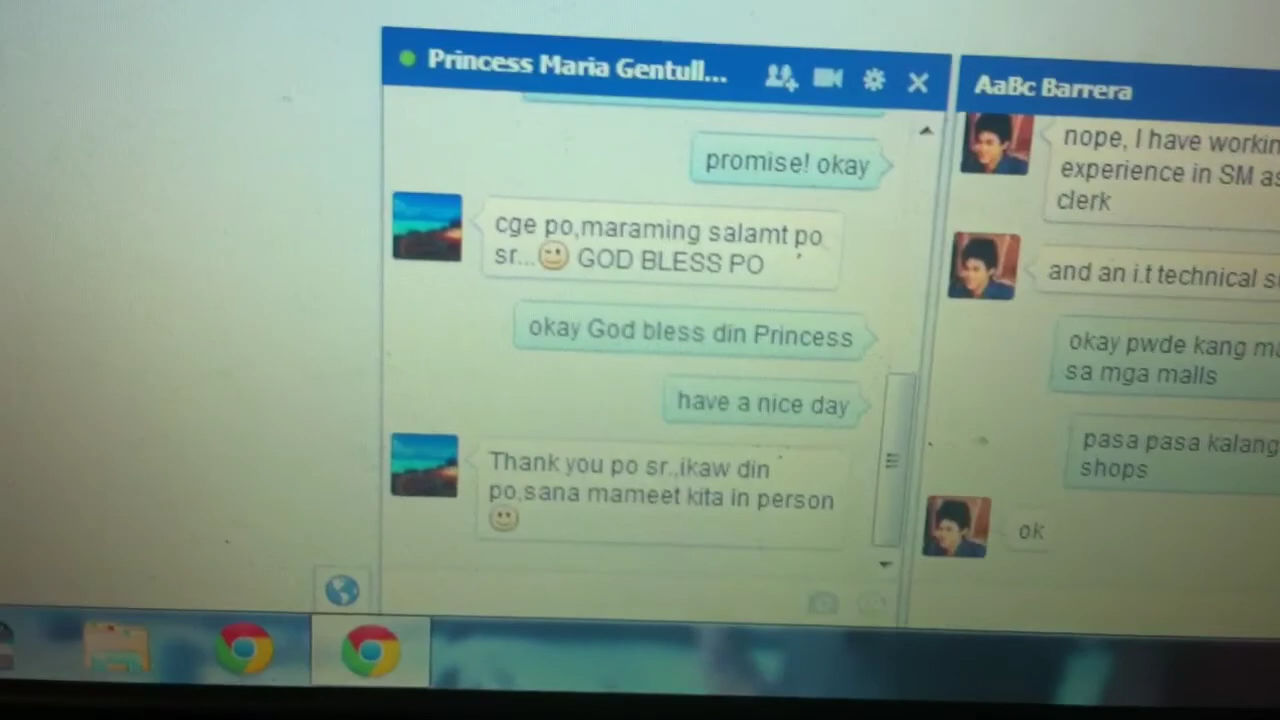 Princess Maria Gentull...
promise! okay
cge po,maraming salamt po
sr... GOD BLESS PO
okay God bless din Princess
have a nice day
Thank you po sr.,ikaw din
po,sana mameet kita in person
AaBc Barrera
nope, I have workin
experience in SM as
clerk
and an i.t technical s
okay pwde kang ma
sa mga malls
pasa pasa kalang
shops
ok